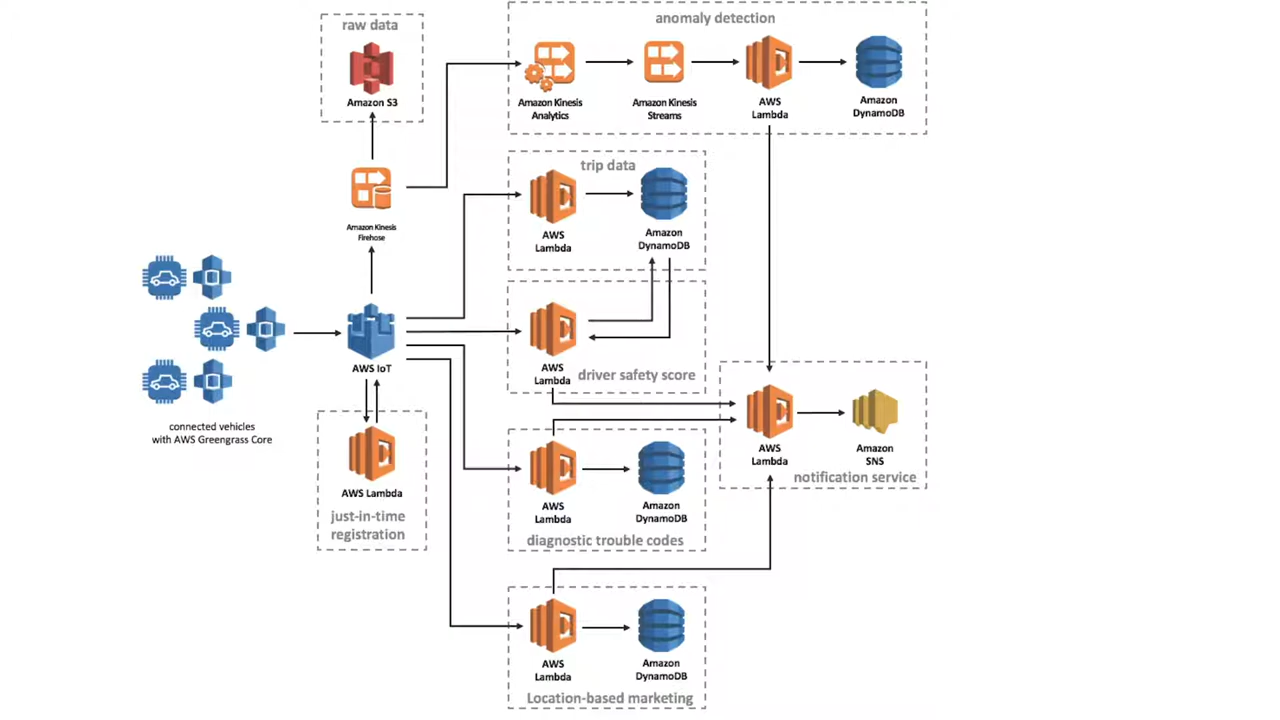 raw data
Amazon S3
Amazon Kinesis
Firehose
anomaly detection
Amazon Kinesis
Analytics
Amazon Kinesis
Streams
AWS
Lambda
Amazon
DynamoDB
trip data
AWS
Lambda
Amazon
DynamoDB
connected vehicles
with AWS Greengrass Core
AWS IoT
AWS
Lambda
driver safety score
AWS Lambda
just-in-time
registration
AWS
Lambda
Amazon
SNS
notification service
AWS
Lambda
Amazon
DynamoDB
diagnostic trouble codes
AWS
Lambda
Amazon
DynamoDB
Location-based marketing